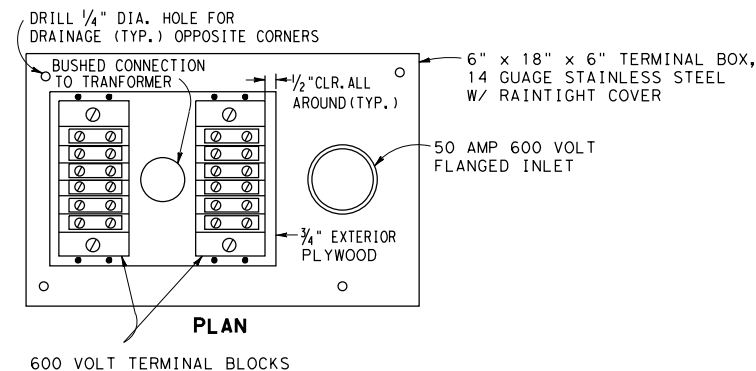 DRILL 1/4" DIA. HOLE FOR
DRAINAGE (TYP.) OPPOSITE CORNERS
BUSHED CONNECTION
TO TRANFORMER
1/2" CLR. ALL
AROUND (TYP.)
6" x 18" x 6" TERMINAL BOX,
14 GUAGE STAINLESS STEEL
W/ RAINTIGHT COVER
50 AMP 600 VOLT
FLANGED INLET
3/4" EXTERIOR
PLYWOOD
PLAN
600 VOLT TERMINAL BLOCKS